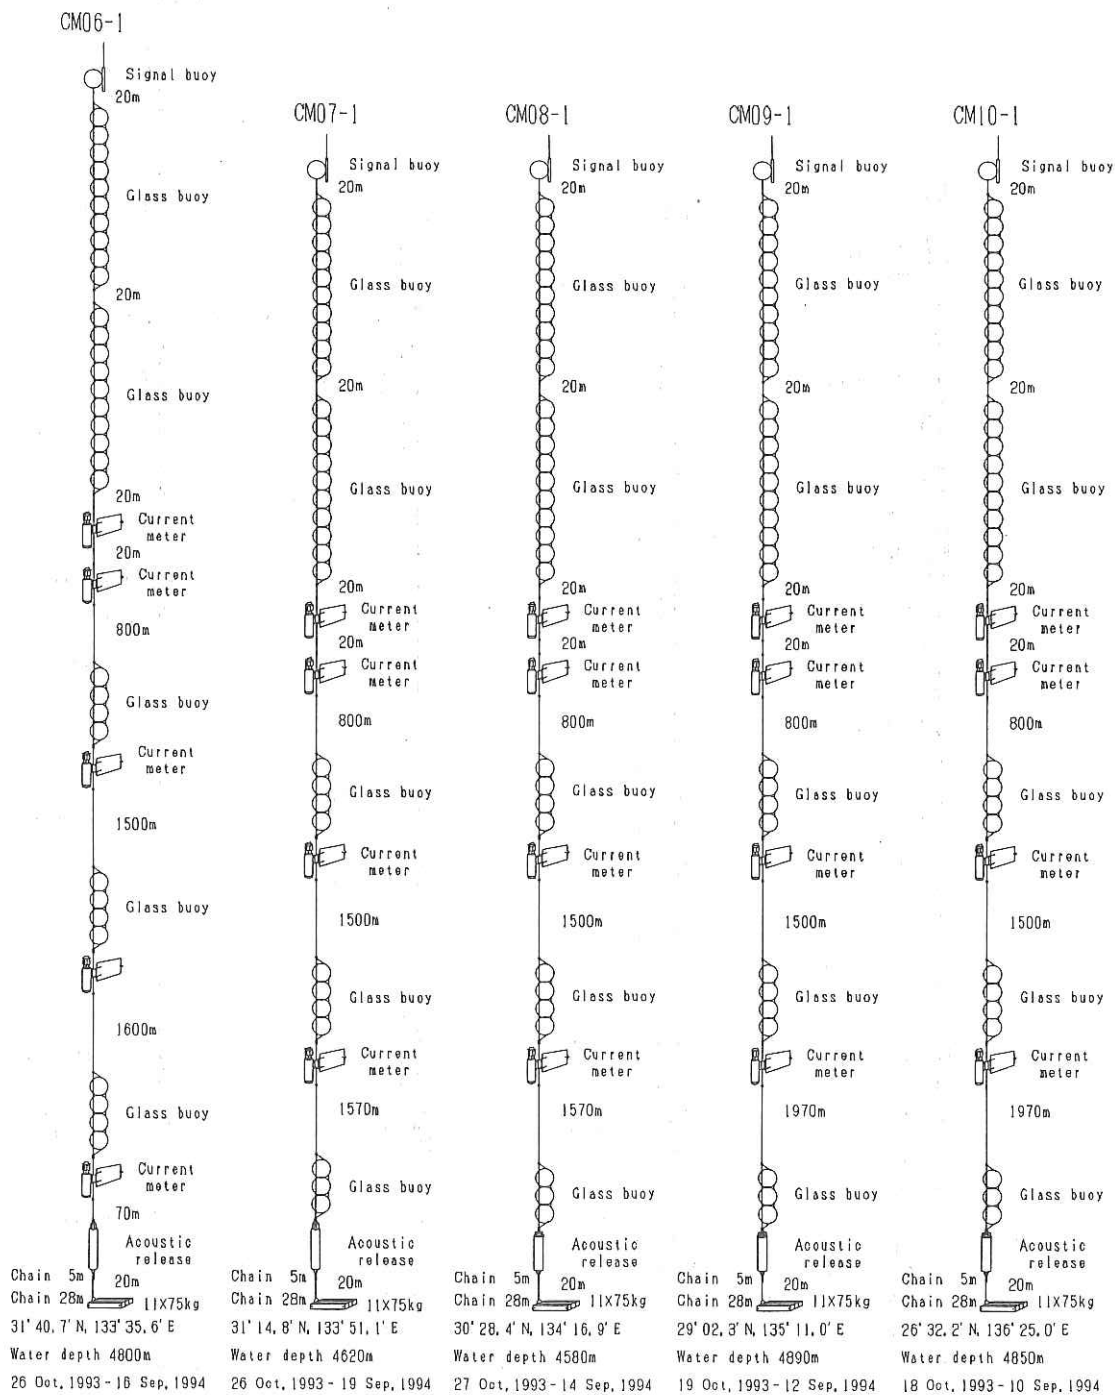 CM06-1
Signal buoy
20m
Glass buoy
20m
Glass buoy
20m
Current
meter
20m
Current
meter
800m
Glass buoy
Current
meter
1500m
Glass buoy
1600m
Glass buoy
Current
meter
70m
Acoustic
release
Chain 5m 20m
Chain 28m 11X75kg
31° 40.7' N, 133° 35.6' E
Water depth 4800m
26 Oct, 1993 - 16 Sep, 1994
CM07-1
Signal buoy
20m
Glass buoy
20m
Glass buoy
20m
Current
meter
20m
Current
meter
800m
Glass buoy
Current
meter
1500m
Glass buoy
Current
meter
1570m
Glass buoy
Acoustic
release
Chain 5m 20m
Chain 28m 11X75kg
31° 14.8' N, 133° 51.1' E
Water depth 4620m
26 Oct, 1993 - 19 Sep, 1994
CM08-1
Signal buoy
20m
Glass buoy
20m
Glass buoy
20m
Current
meter
20m
Current
meter
800m
Glass buoy
Current
meter
1500m
Glass buoy
Current
meter
1570m
Glass buoy
Acoustic
release
Chain 5m 20m
Chain 28m 11X75kg
30° 28.4' N, 134° 16.9' E
Water depth 4580m
27 Oct, 1993 - 14 Sep, 1994
CM09-1
Signal buoy
20m
Glass buoy
20m
Glass buoy
20m
Current
meter
20m
Current
meter
800m
Glass buoy
Current
meter
1500m
Glass buoy
Current
meter
1970m
Glass buoy
Acoustic
release
Chain 5m 20m
Chain 28m 11X75kg
29° 02.3' N, 135° 11.0' E
Water depth 4890m
19 Oct, 1993 - 12 Sep, 1994
CM10-1
Signal buoy
20m
Glass buoy
20m
Glass buoy
20m
Current
meter
20m
Current
meter
800m
Glass buoy
Current
meter
1500m
Glass buoy
Current
meter
1970m
Glass buoy
Acoustic
release
Chain 5m 20m
Chain 28m 11X75kg
26° 32.2' N, 136° 25.0' E
Water depth 4850m
18 Oct, 1993 - 10 Sep, 1994